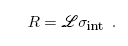 R = ℒσ_int .